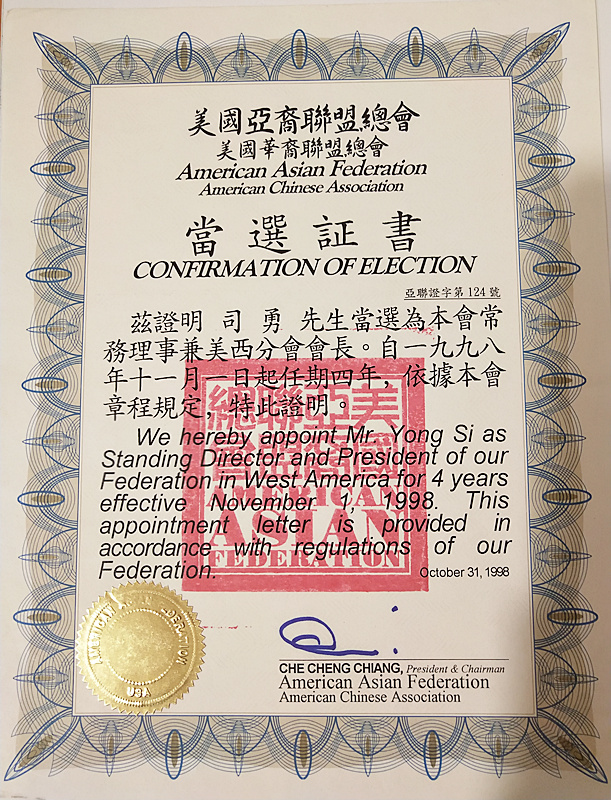 美國亞裔聯盟總會
美國華裔聯盟總會
American Asian Federation
American Chinese Association
當選証書
CONFIRMATION OF ELECTION
亞聯證字第124號
茲證明 司 勇 先生當選為本會常
務理事兼美西分會會長。自一九九八
年十一月一日起任期四年，依據本會
章程規定，特此證明。
We hereby appoint Mr. Yong Si as
Standing Director and President of our
Federation in West America for 4 years
effective November 1, 1998. This
appointment letter is provided in
accordance with regulations of our
Federation.
October 31, 1998
總聯亞美
AMERICAN
ASIAN
FEDERATION
CHE CHENG CHIANG, President & Chairman
American Asian Federation
American Chinese Association
USA